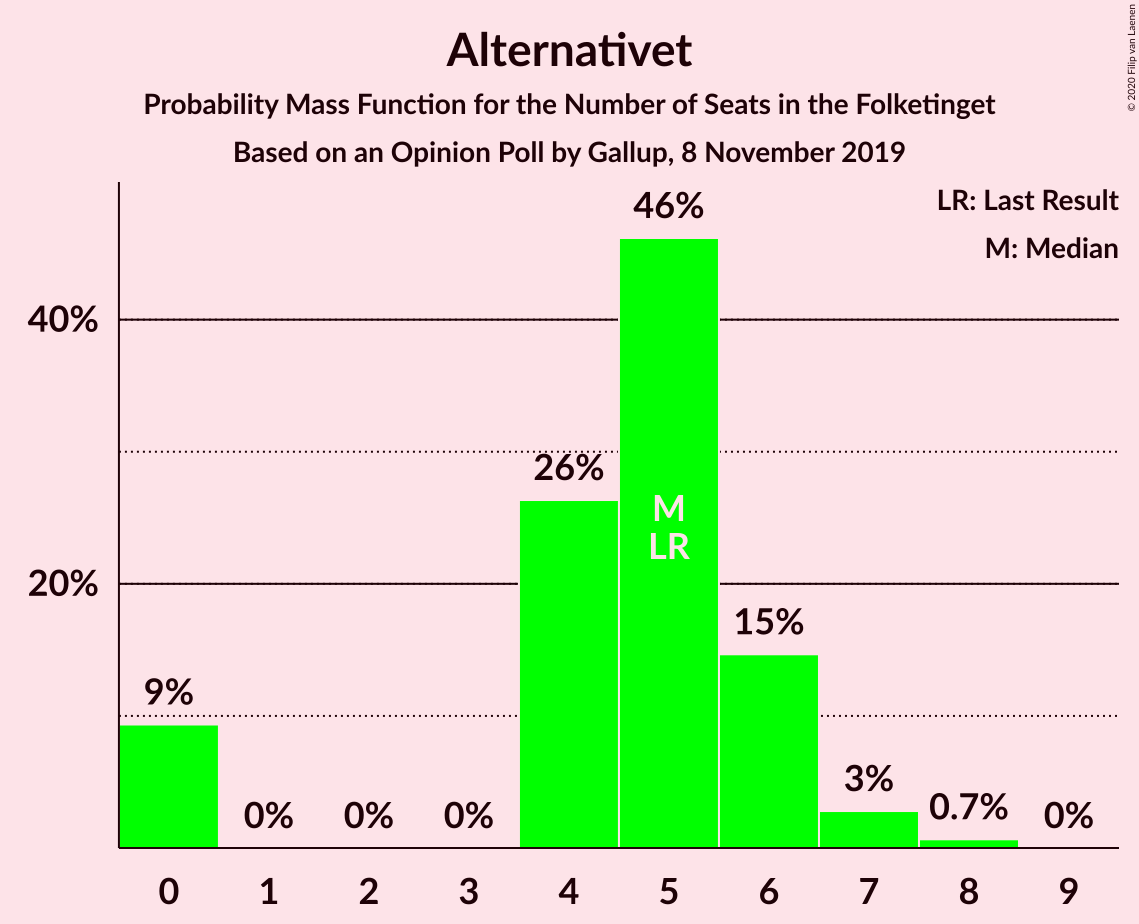 Alternativet
Probability Mass Function for the Number of Seats in the Folketinget
Based on an Opinion Poll by Gallup, 8 November 2019
© 2020 Filip van Laenen
LR: Last Result
M: Median
46%
40%
26%
M
LR
20%
15%
9%
3%
0.7%
0%
0%
0%
0%
0 1 2 3 4 5 6 7 8 9